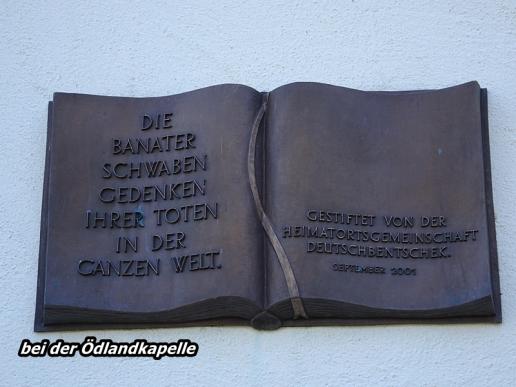 DIE
BANATER
SCHWABEN
GEDENKEN
IHRER TOTEN
IN DER
GANZEN WELT.
GESTIFTET VON DER
HEIMATORTSGEMEINSCHAFT
DEUTSCHBENTSCHEK.
SEPTEMBER 2001
bei der Ödlandkapelle